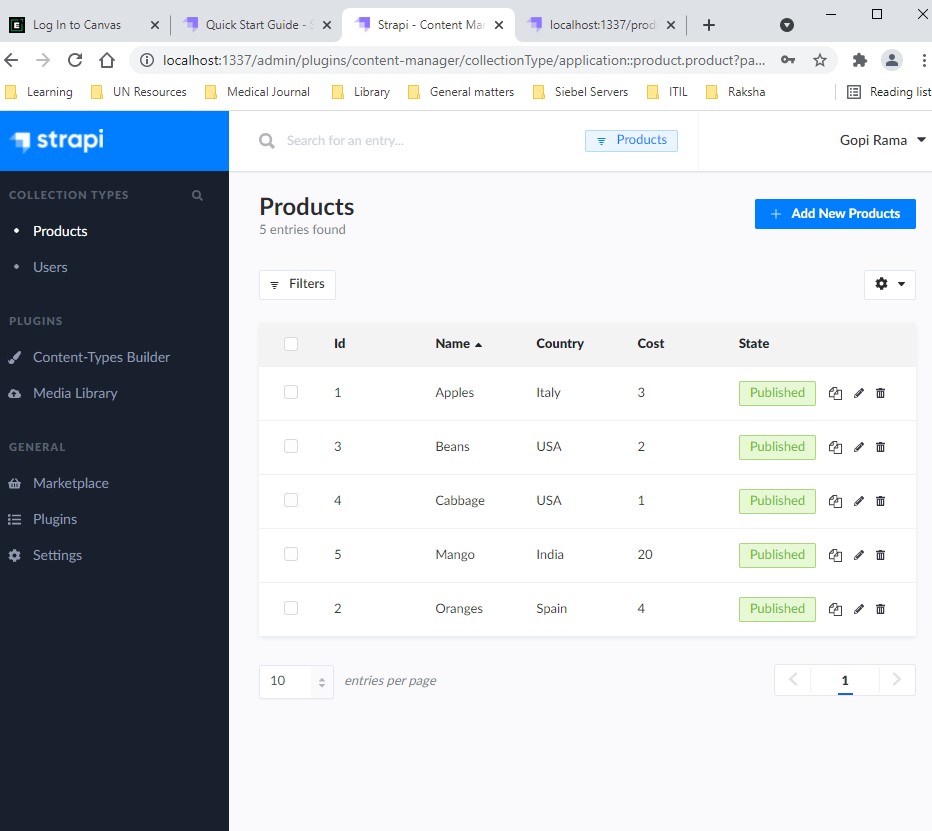 E Log In to Canvas
Quick Start Guide - S
Strapi - Content Mar
localhost:1337/prod
localhost:1337/admin/plugins/content-manager/collectionType/application::product.product?pa...
Learning UN Resources Medical Journal Library General matters Siebel Servers ITIL Raksha Reading list
strapi
Search for an entry...
Products
Gopi Rama
COLLECTION TYPES
Products
Users
PLUGINS
Content-Types Builder
Media Library
GENERAL
Marketplace
Plugins
Settings
Products
5 entries found
Add New Products
Filters
Id Name Country Cost State
1 Apples Italy 3 Published
3 Beans USA 2 Published
4 Cabbage USA 1 Published
5 Mango India 20 Published
2 Oranges Spain 4 Published
10 entries per page
1